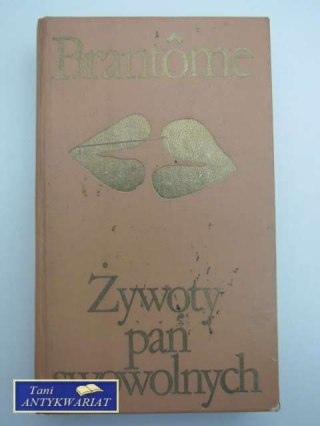 Brantôme
Żywoty
pań
swowolnych
Tani
ANTYKWARIAT